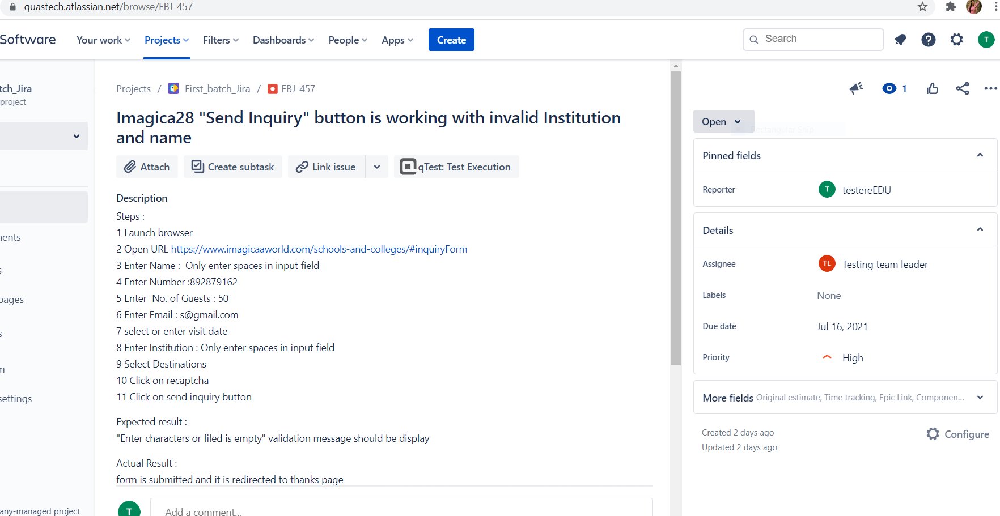 quastech.atlassian.net/browse/FBJ-457
Software
Your work
Projects
Filters
Dashboards
People
Apps
Create
Search
T
tch_Jira
project
nents
s
pages
s
m
settings
any-managed project
Projects / First_batch_Jira / FBJ-457
Imagica28 "Send Inquiry" button is working with invalid Institution
and name
Attach
Create subtask
Link issue
qTest: Test Execution
Description
Steps :
1 Launch browser
2 Open URL https://www.imagicaaworld.com/schools-and-colleges/#inquiryForm
3 Enter Name :  Only enter spaces in input field
4 Enter Number :892879162
5 Enter  No. of Guests : 50
6 Enter Email : s@gmail.com
7 select or enter visit date
8 Enter Institution : Only enter spaces in input field
9 Select Destinations
10 Click on recaptcha
11 Click on send inquiry button
Expected result :
"Enter characters or filed is empty" validation message should be display
Actual Result :
form is submitted and it is redirected to thanks page
T
Add a comment...
1
Open
Rectangular Snip
Pinned fields
Reporter
T
testereEDU
Details
Assignee
TL
Testing team leader
Labels
None
Due date
Jul 16, 2021
Priority
High
More fields Original estimate, Time tracking, Epic Link, Componen...
Created 2 days ago
Updated 2 days ago
Configure